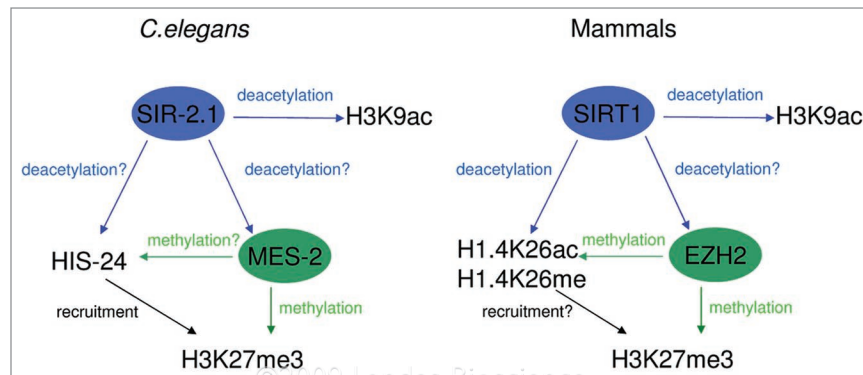 C.elegans
Mammals
deacetylation
SIR-2.1
H3K9ac
deacetylation
SIRT1
H3K9ac
deacetylation?
deacetylation?
deacetylation
deacetylation?
methylation?
HIS-24
MES-2
H1.4K26ac
methylation
EZH2
H1.4K26me
recruitment
methylation
recruitment?
methylation
H3K27me3
H3K27me3